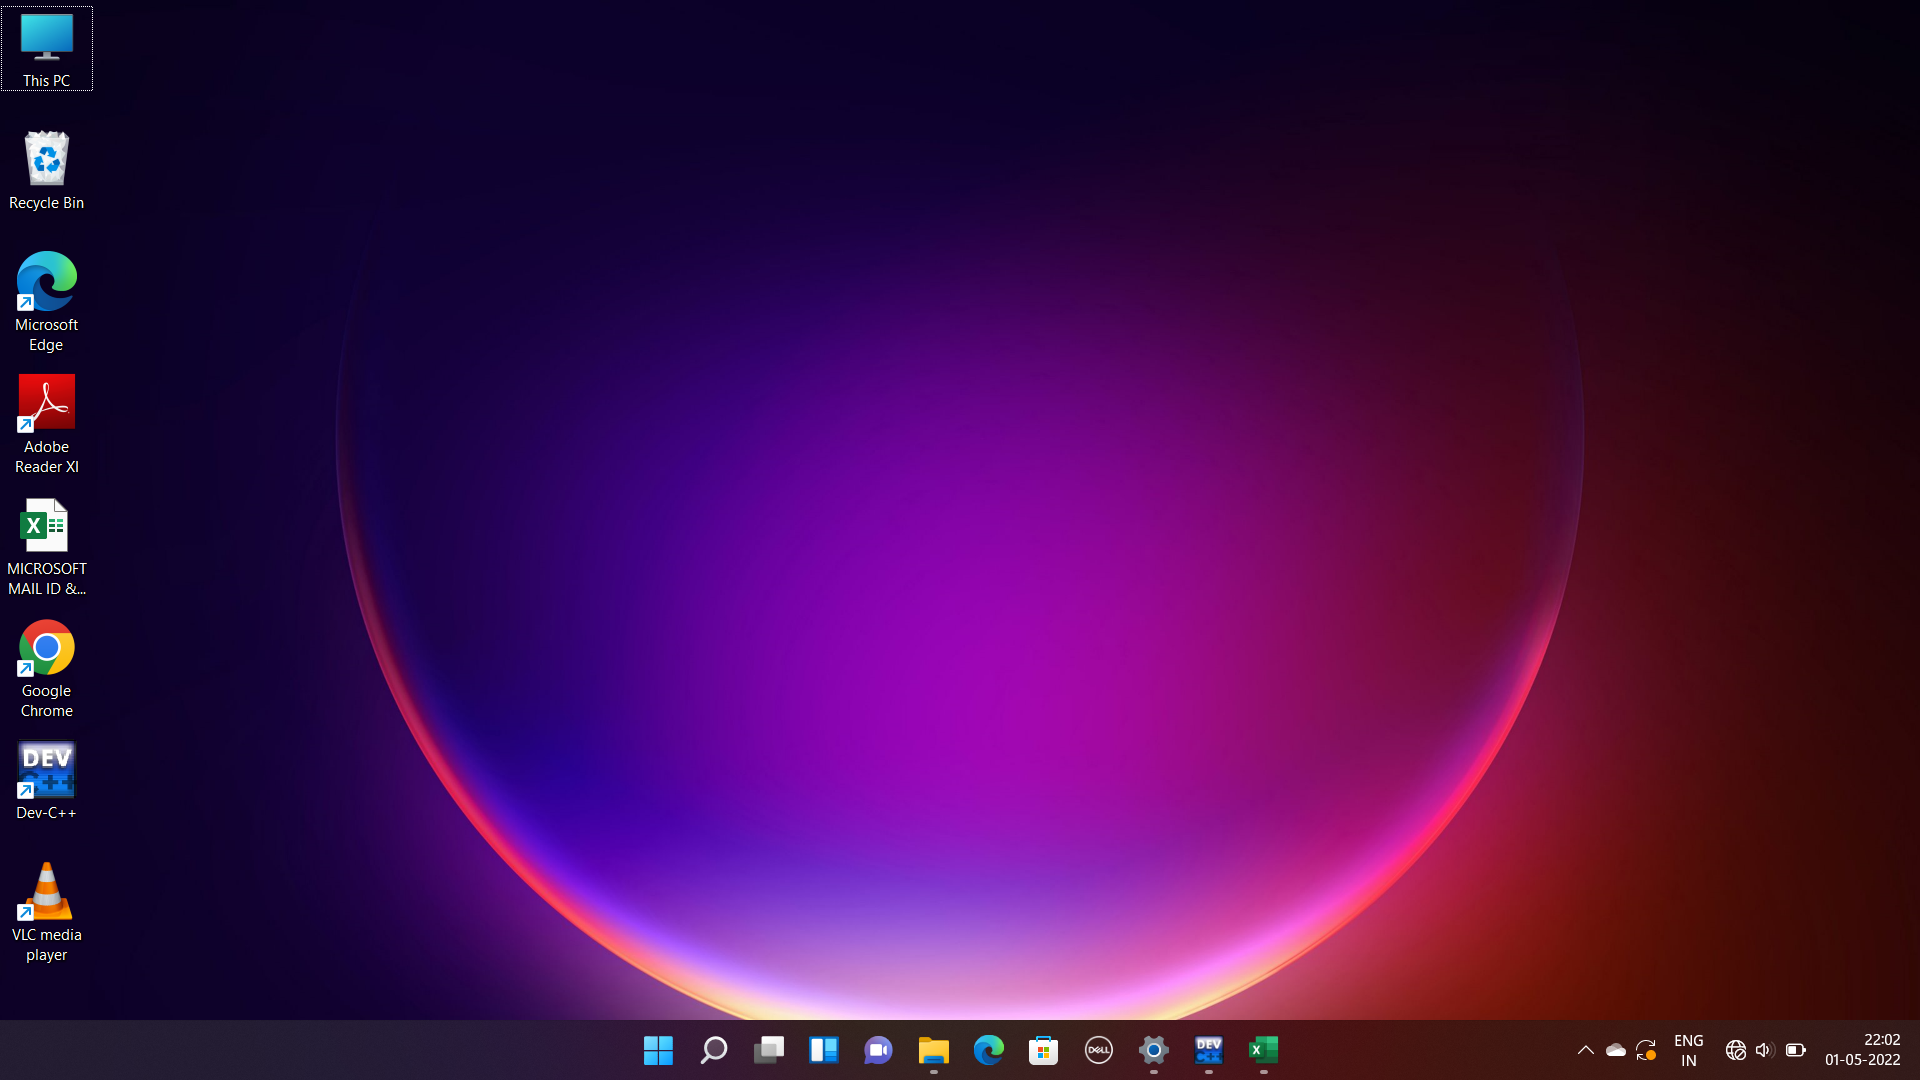 This PC
Recycle Bin
Microsoft
Edge
Adobe
Reader XI
X
MICROSOFT
MAIL ID &...
Google
Chrome
DEV
C++
Dev-C++
VLC media
player
DELL
DEV
C++
X
ENG
IN
22:02
01-05-2022